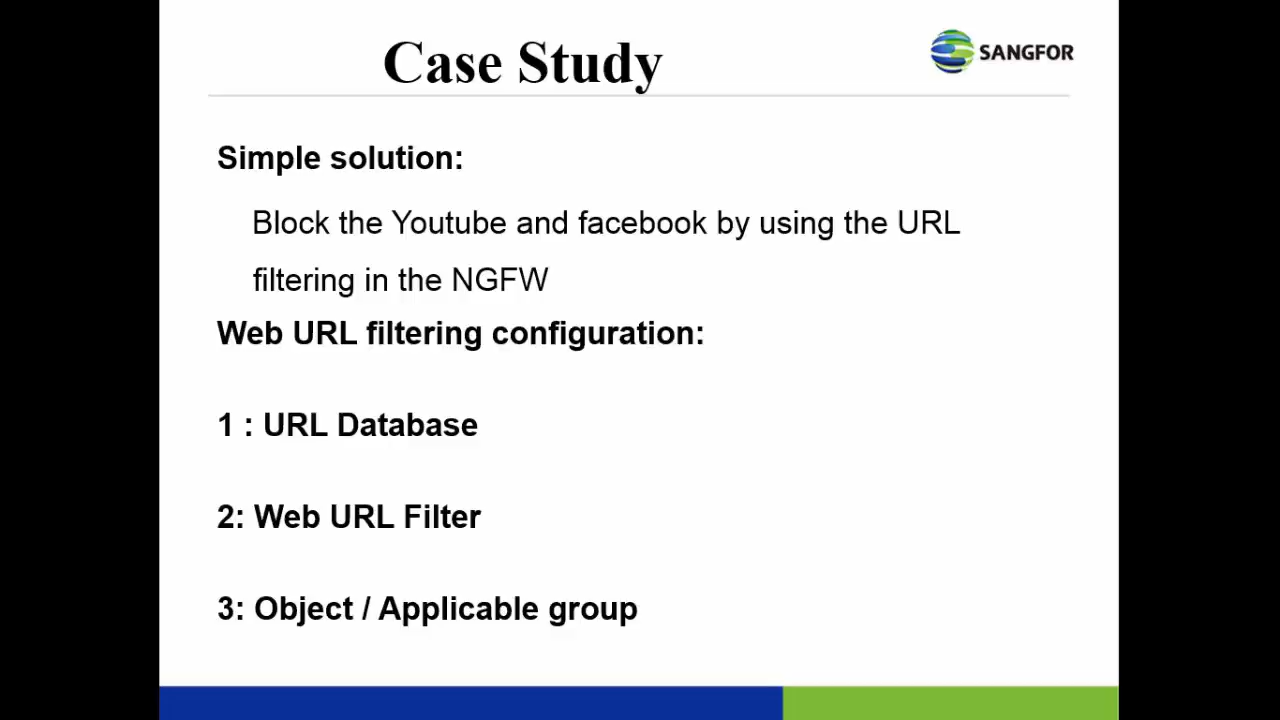 Case Study
SANGFOR
Simple solution:
Block the Youtube and facebook by using the URL
filtering in the NGFW
Web URL filtering configuration:
1 : URL Database
2: Web URL Filter
3: Object / Applicable group